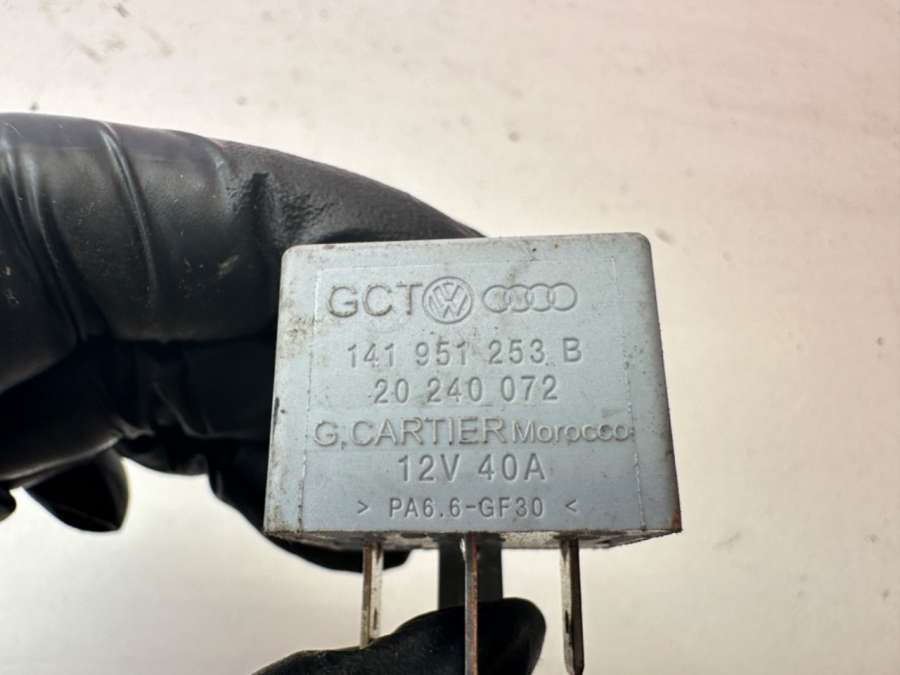 GCT
141 951 253 B
20 240 072
G.CARTIER Morocco
12V 40A
> PA6.6-GF30 <